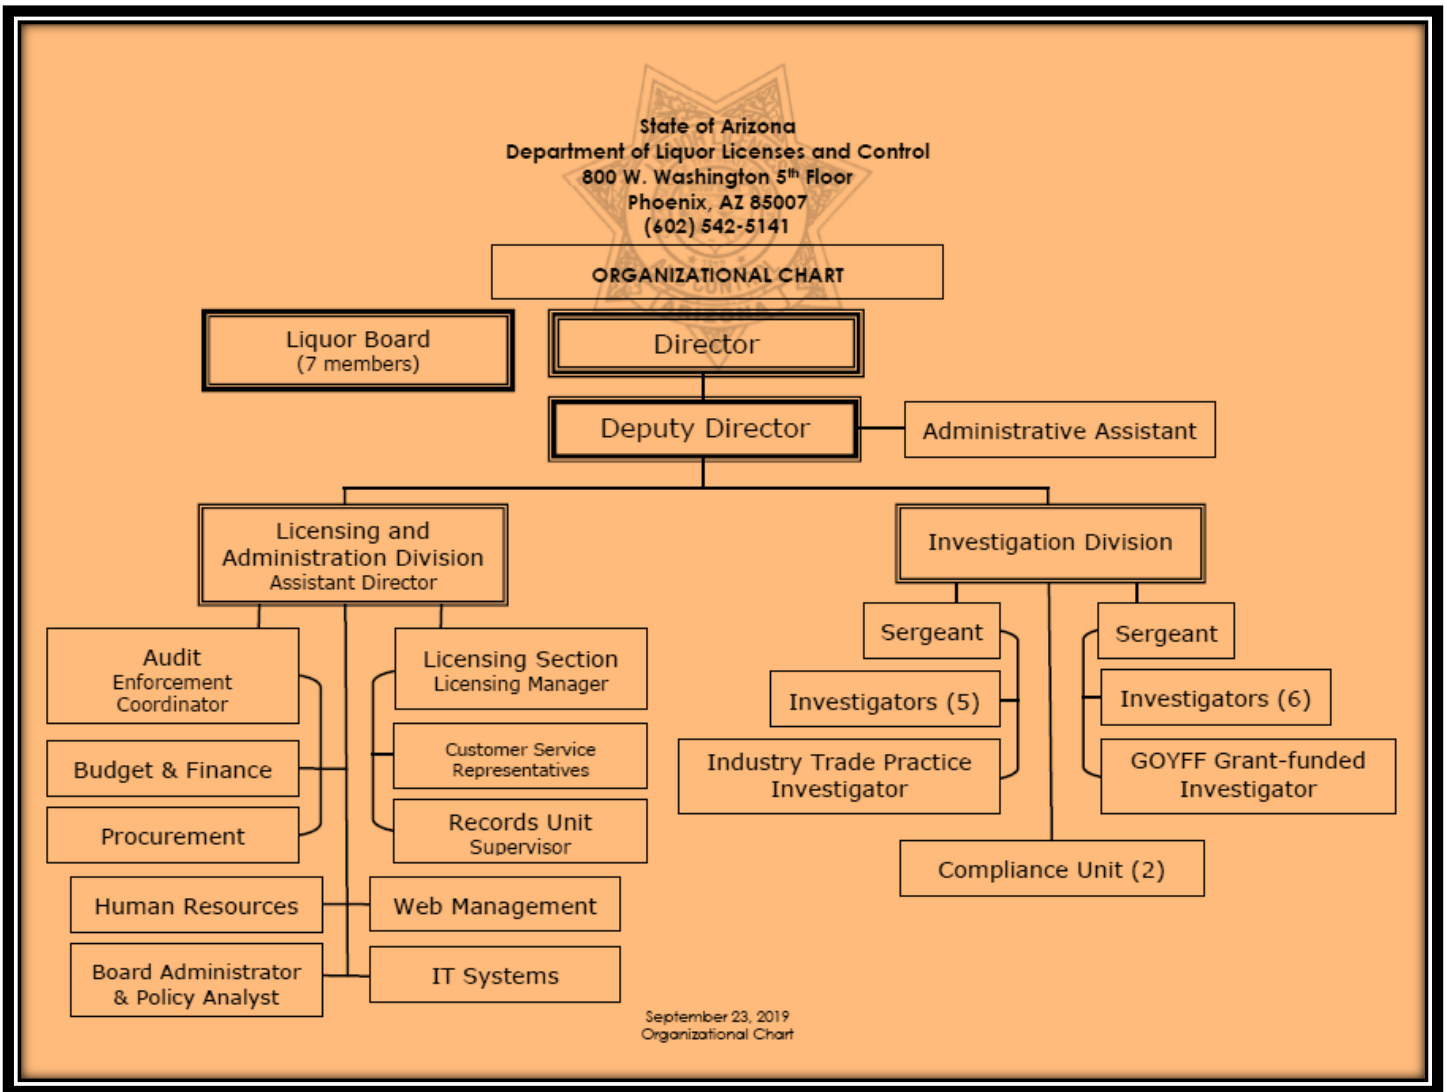 State of Arizona
Department of Liquor Licenses and Control
800 W. Washington 5th Floor
Phoenix, AZ 85007
(602) 542-5141
ORGANIZATIONAL CHART
Liquor Board
(7 members)
Director
Deputy Director
Administrative Assistant
Licensing and
Administration Division
Assistant Director
Investigation Division
Audit
Enforcement
Coordinator
Licensing Section
Licensing Manager
Budget & Finance
Customer Service
Representatives
Procurement
Records Unit
Supervisor
Human Resources
Web Management
Board Administrator
& Policy Analyst
IT Systems
Sergeant
Sergeant
Investigators (5)
Investigators (6)
Industry Trade Practice
Investigator
GOYFF Grant-funded
Investigator
Compliance Unit (2)
September 23, 2019
Organizational Chart